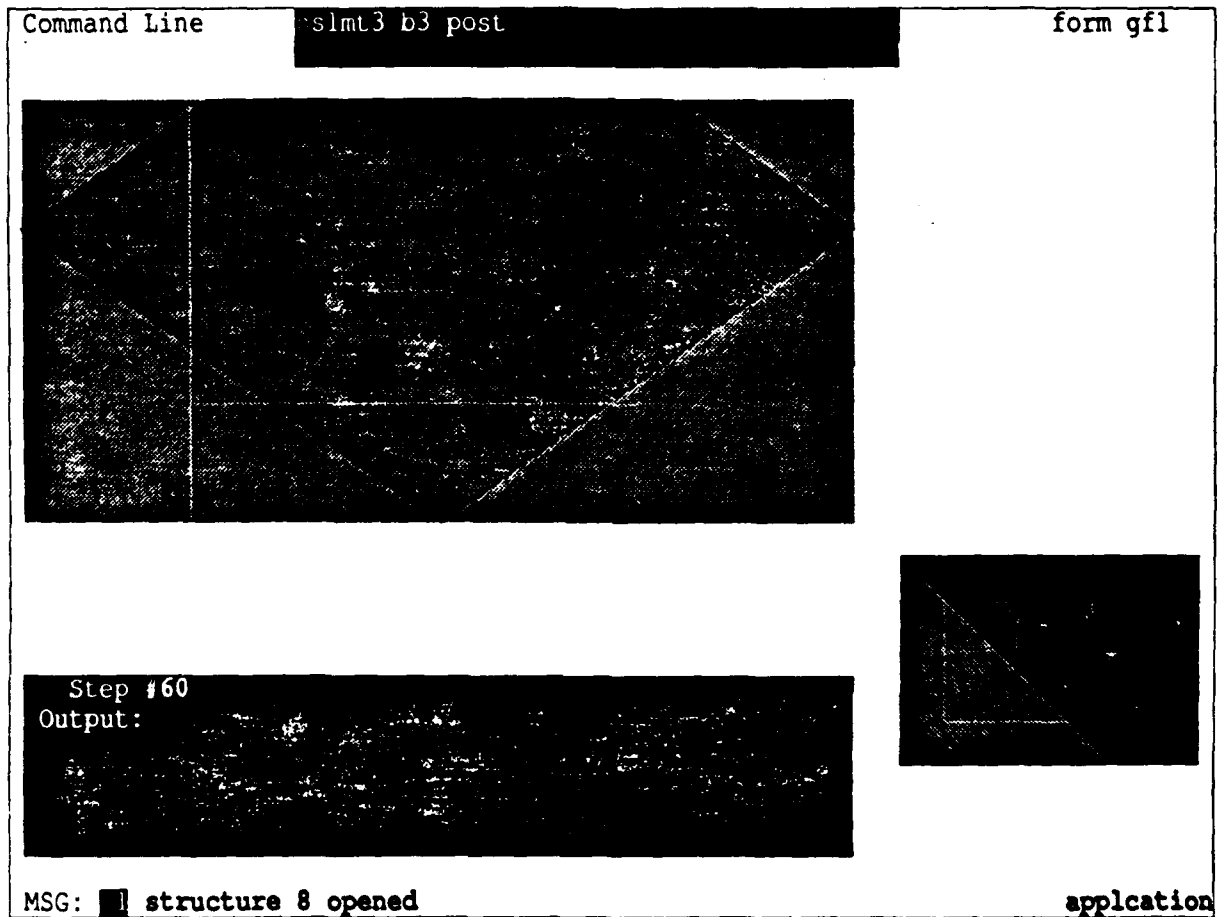 Command Line slmt3 b3 post form gf1
Step #60
Output:
MSG: structure 8 opened applcation